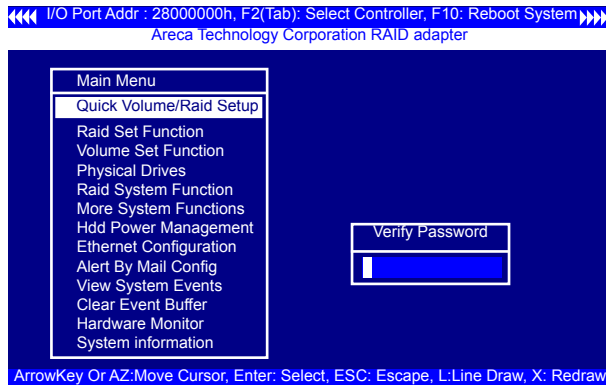 I/O Port Addr : 28000000h, F2(Tab): Select Controller, F10: Reboot System
Areca Technology Corporation RAID adapter
Main Menu
Quick Volume/Raid Setup
Raid Set Function
Volume Set Function
Physical Drives
Raid System Function
More System Functions
Hdd Power Management
Ethernet Configuration
Alert By Mail Config
View System Events
Clear Event Buffer
Hardware Monitor
System information
Verify Password
ArrowKey Or AZ:Move Cursor, Enter: Select, ESC: Escape, L:Line Draw, X: Redraw